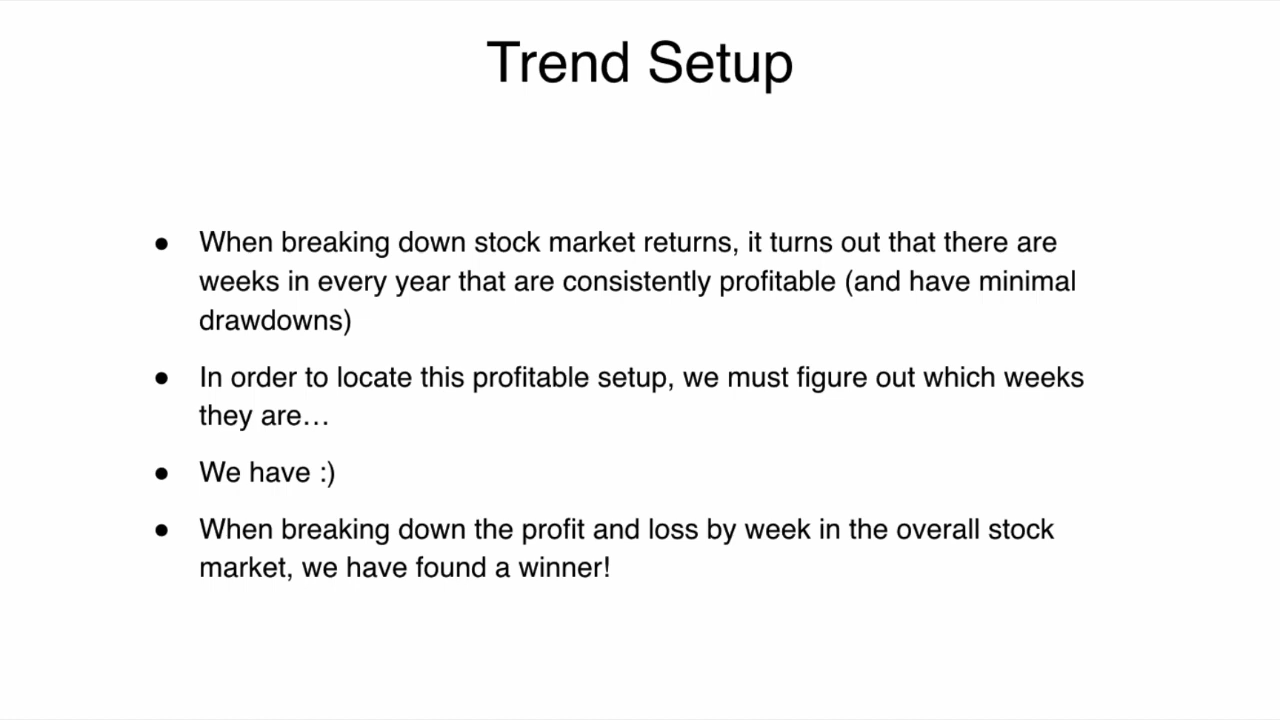 Trend Setup
● When breaking down stock market returns, it turns out that there are
weeks in every year that are consistently profitable (and have minimal
drawdowns)
● In order to locate this profitable setup, we must figure out which weeks
they are…
● We have :)
● When breaking down the profit and loss by week in the overall stock
market, we have found a winner!